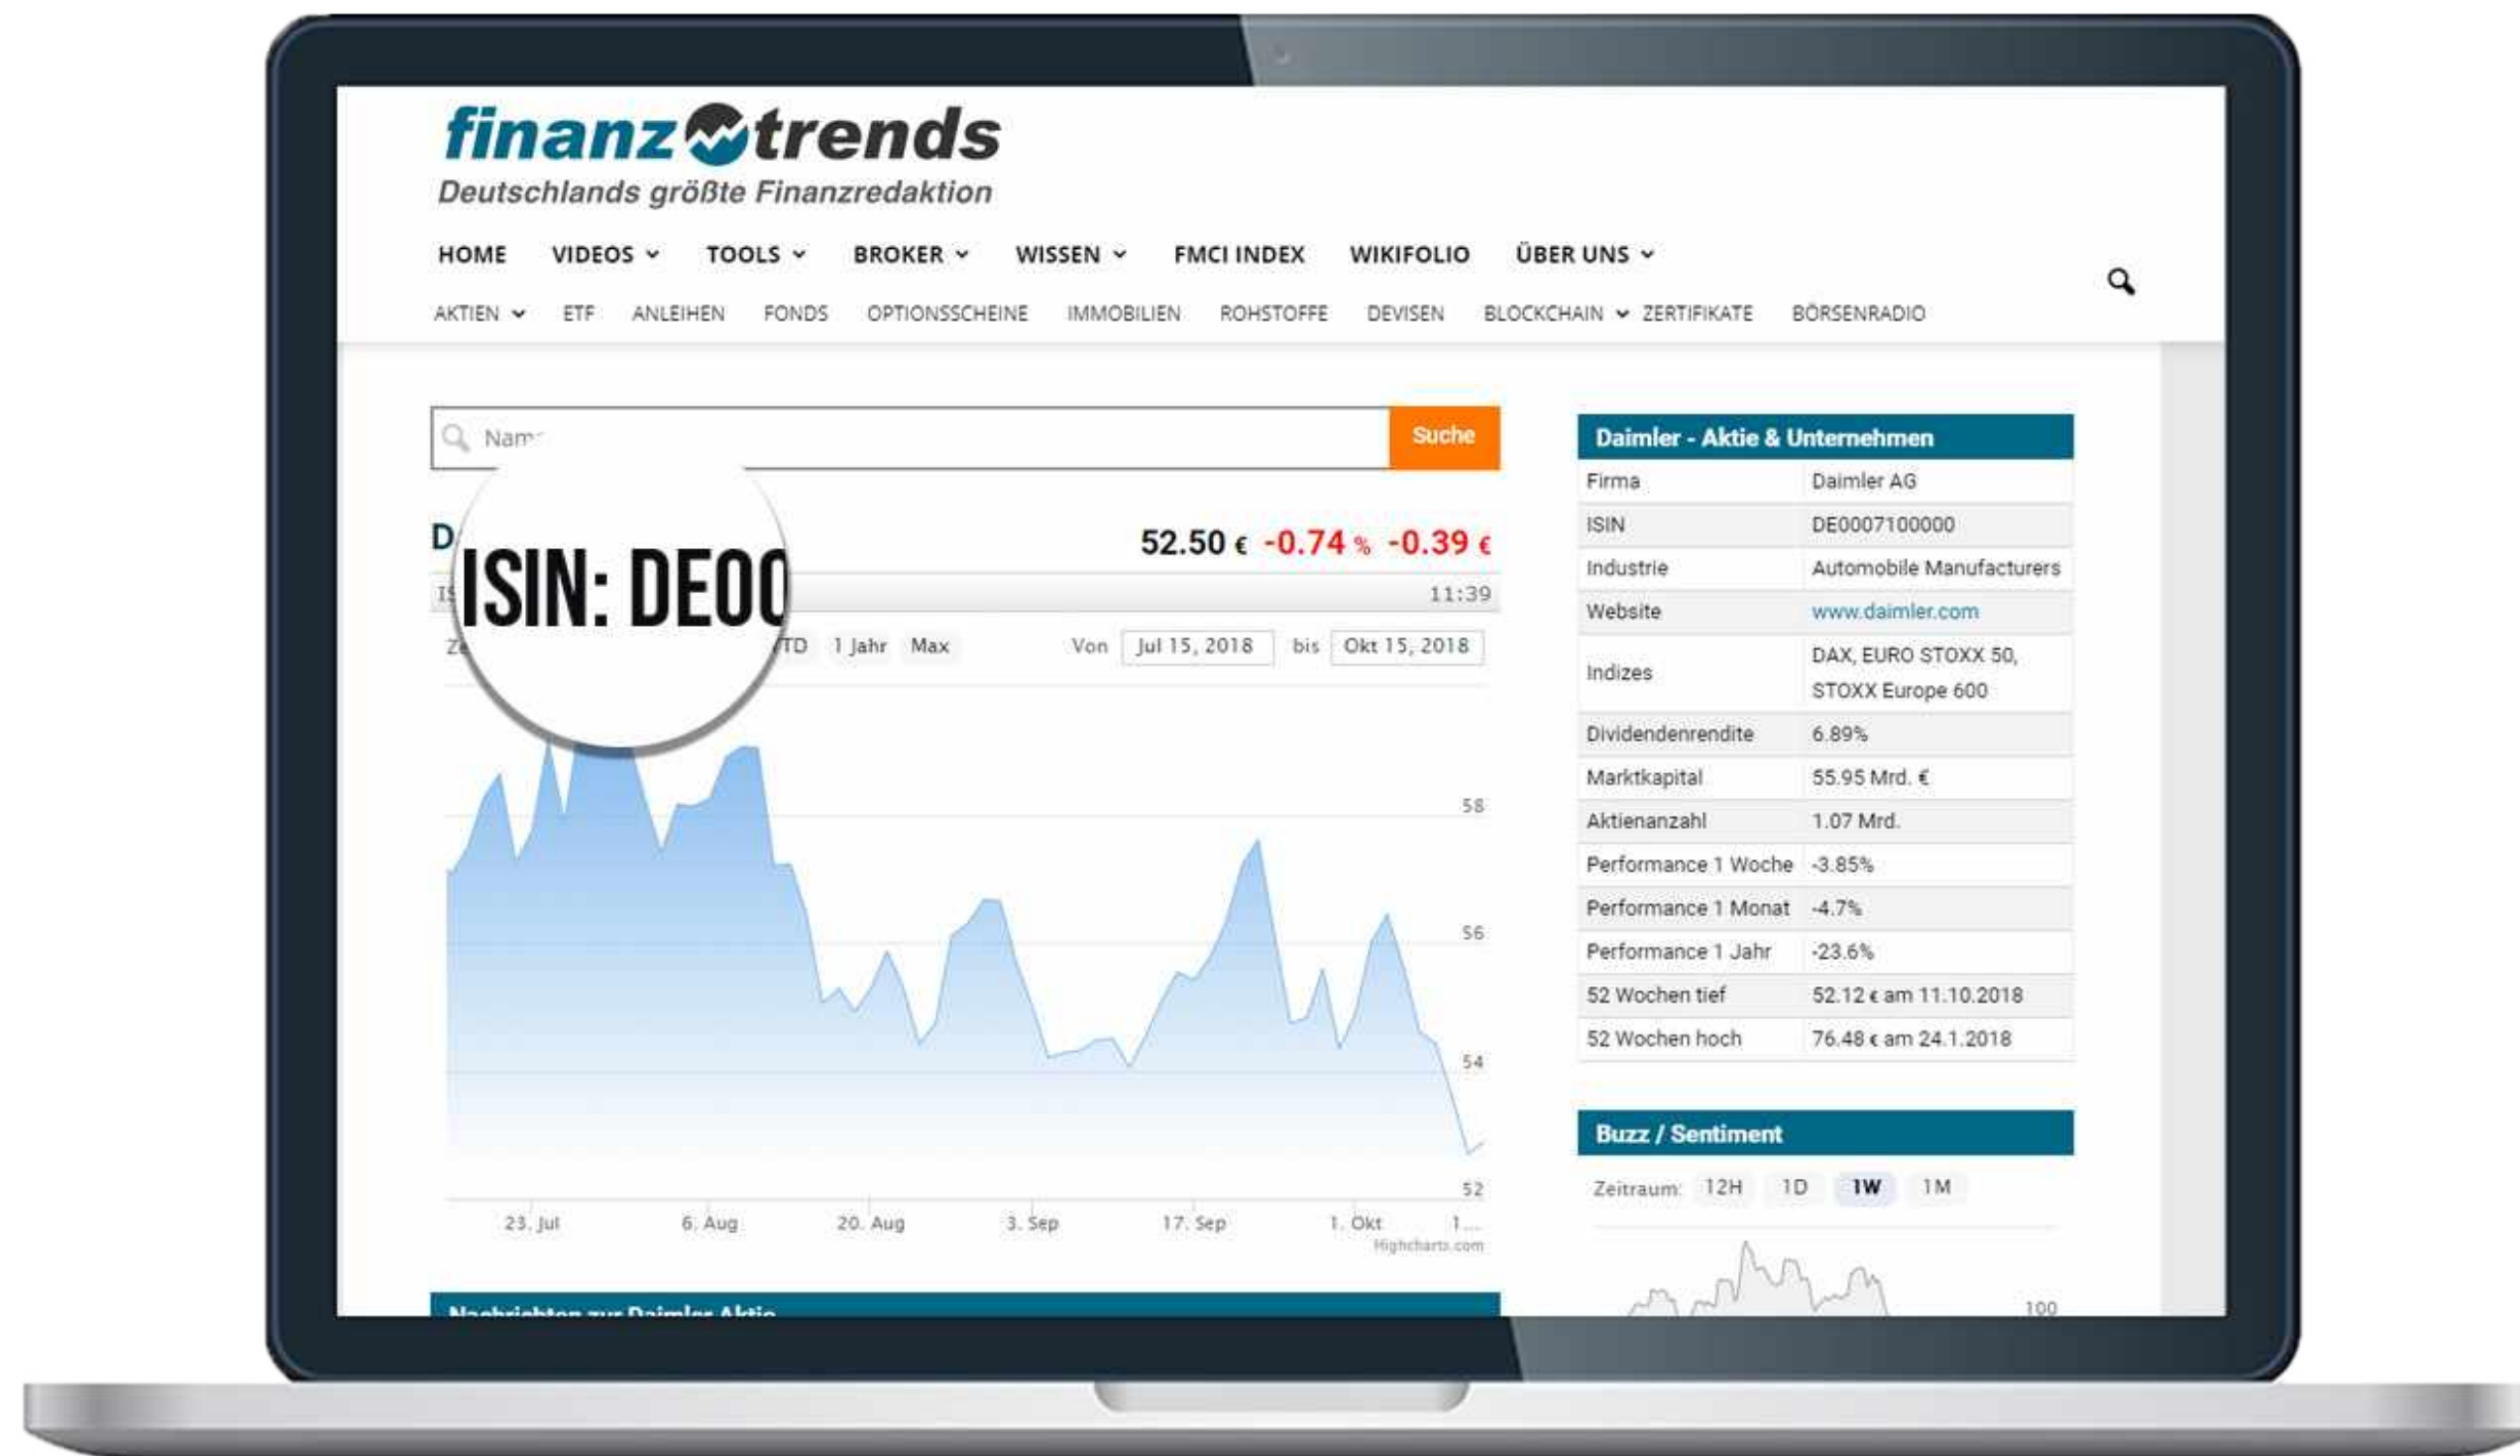 finanz trends
Deutschlands größte Finanzredaktion
HOME VIDEOS TOOLS BROKER WISSEN FMCI INDEX WIKIFOLIO ÜBER UNS
AKTIEN ETF ANLEIHEN FONDS OPTIONSSCHEINE IMMOBILIEN ROHSTOFFE DEVISEN BLOCKCHAIN ZERTIFIKATE BÖRSENRADIO
Suche
52.50 € -0.74 % -0.39 €
ISIN: DE00
11:39
TD 1 Jahr Max Von Jul 15, 2018 bis Okt 15, 2018
58
56
54
52
23. Jul 6. Aug 20. Aug 3. Sep 17. Sep 1. Okt 1...
Highcharts.com
Nachrichten zur Daimler Aktie
Daimler - Aktie & Unternehmen
Firma Daimler AG
ISIN DE0007100000
Industrie Automobile Manufacturers
Website www.daimler.com
Indizes DAX, EURO STOXX 50,
STOXX Europe 600
Dividendenrendite 6.89%
Marktkapital 55.95 Mrd. €
Aktienanzahl 1.07 Mrd.
Performance 1 Woche -3.85%
Performance 1 Monat -4.7%
Performance 1 Jahr -23.6%
52 Wochen tief 52.12 € am 11.10.2018
52 Wochen hoch 76.48 € am 24.1.2018
Buzz / Sentiment
Zeitraum: 12H 1D 1W 1M
100